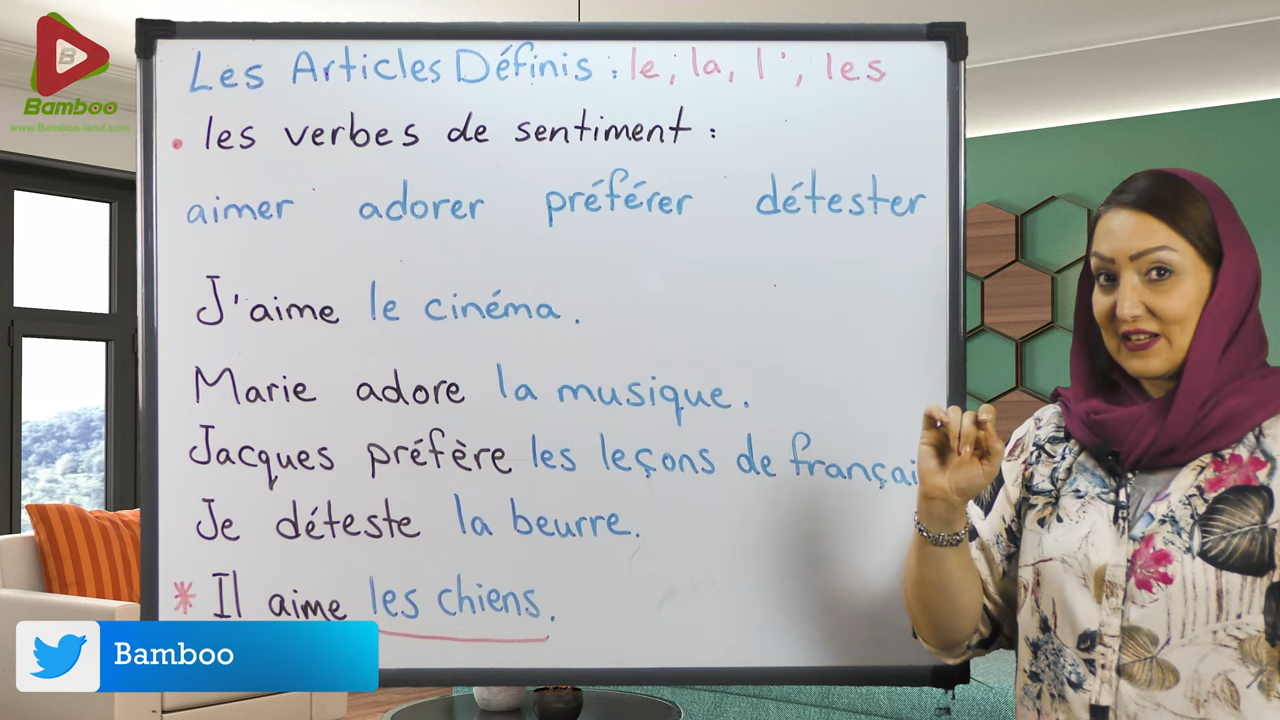 B
Bamboo
www.Bamboo-land.com
Les Articles Définis : le, la, l', les
• les verbes de sentiment :
aimer adorer préférer détester
J'aime le cinéma.
Marie adore la musique.
Jacques préfère les leçons de françai
Je déteste la beurre.
* Il aime les chiens.
Bamboo